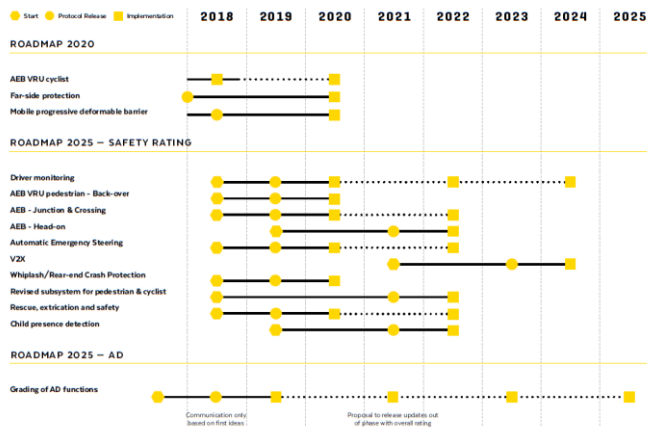 Start Protocol Release Implementation 2018 2019 2020 2021 2022 2023 2024 2025
ROADMAP 2020
AEB VRU cyclist
Far-side protection
Mobile progressive deformable barrier
ROADMAP 2025 – SAFETY RATING
Driver monitoring
AEB VRU pedestrian - Back-over
AEB - Junction & Crossing
AEB - Head-on
Automatic Emergency Steering
V2X
Whiplash/Rear-end Crash Protection
Revised subsystem for pedestrian & cyclist
Rescue, extrication and safety
Child presence detection
ROADMAP 2025 – AD
Grading of AD functions
Communication only
based on first ideas
Proposal to release updates out
of phase with overall rating